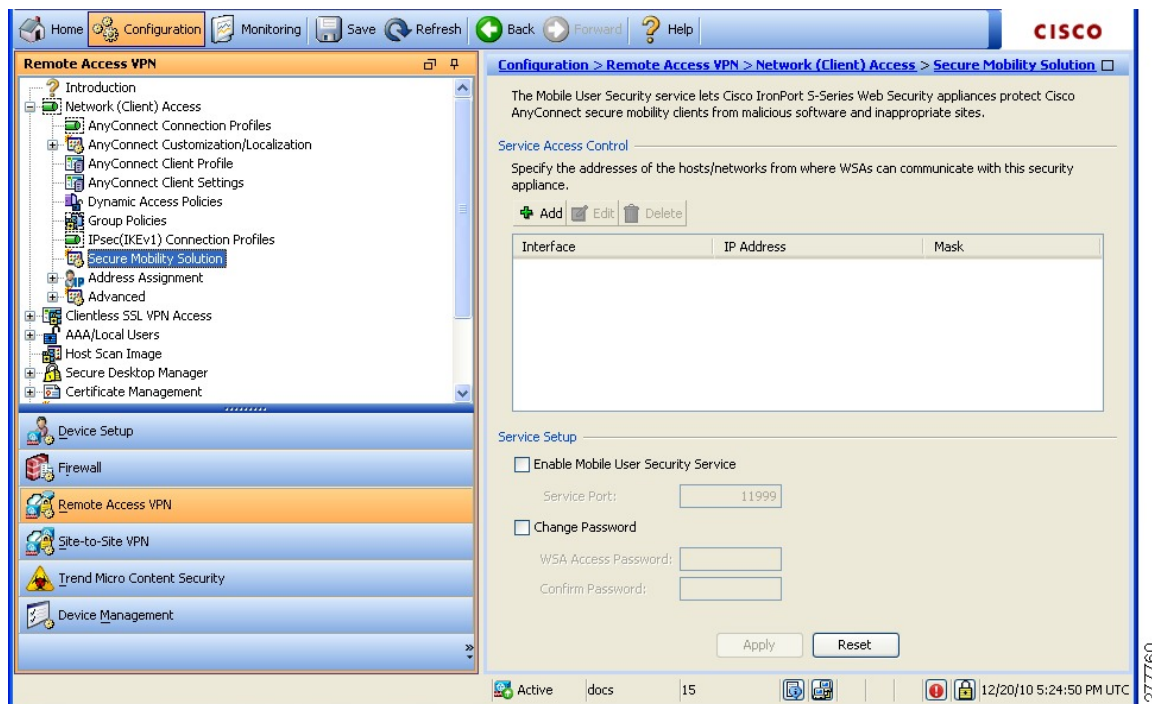 Home Configuration Monitoring Save Refresh Back Forward Help
CISCO
Remote Access VPN
Introduction
Network (Client) Access
AnyConnect Connection Profiles
AnyConnect Customization/Localization
AnyConnect Client Profile
AnyConnect Client Settings
Dynamic Access Policies
Group Policies
IPsec(IKEv1) Connection Profiles
Secure Mobility Solution
Address Assignment
Advanced
Clientless SSL VPN Access
AAA/Local Users
Host Scan Image
Secure Desktop Manager
Certificate Management
Device Setup
Firewall
Remote Access VPN
Site-to-Site VPN
Trend Micro Content Security
Device Management
Configuration > Remote Access VPN > Network (Client) Access > Secure Mobility Solution
The Mobile User Security service lets Cisco IronPort S-Series Web Security appliances protect Cisco
AnyConnect secure mobility clients from malicious software and inappropriate sites.
Service Access Control
Specify the addresses of the hosts/networks from where WSAs can communicate with this security
appliance.
Add Edit Delete
Interface IP Address Mask
Service Setup
Enable Mobile User Security Service
Service Port: 11999
Change Password
WSA Access Password:
Confirm Password:
Apply Reset
Active docs 15 12/20/10 5:24:50 PM UTC
277760